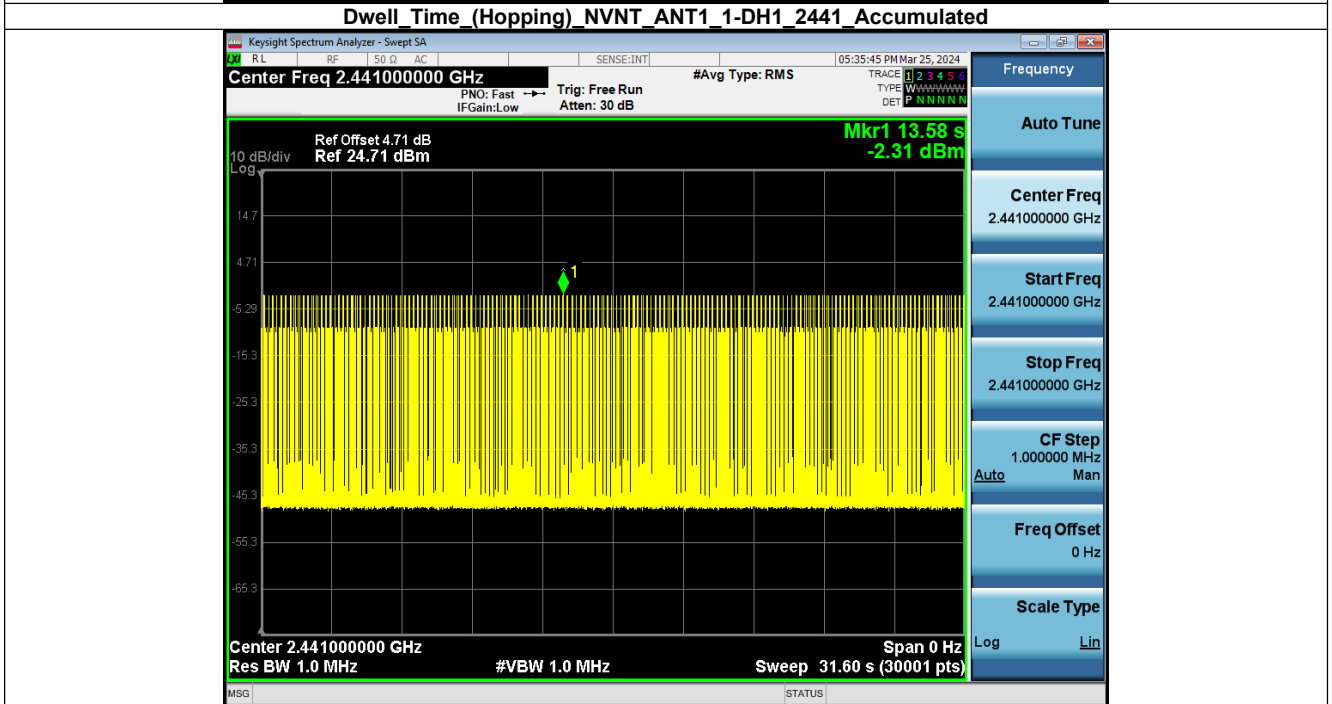 Dwell_Time_(Hopping)_NVNT_ANT1_1-DH1_2441_Accumulated
Keysight Spectrum Analyzer - Swept SA
LXI RL RF 50 Ω AC SENSE:INT 05:35:45 PM Mar 25, 2024
Center Freq 2.441000000 GHz #Avg Type: RMS TRACE 1 2 3 4 5 6
PNO: Fast Trig: Free Run TYPE WWWWWW
IFGain:Low Atten: 30 dB DET P N N N N N
Mkr1 13.58 s
-2.31 dBm
Ref Offset 4.71 dB
10 dB/div Ref 24.71 dBm
Log
14.7
4.71
1
-5.29
-15.3
-25.3
-35.3
-45.3
-55.3
-65.3
Center 2.441000000 GHz Span 0 Hz
Res BW 1.0 MHz #VBW 1.0 MHz Sweep 31.60 s (30001 pts)
MSG STATUS
Frequency
Auto Tune
Center Freq
2.441000000 GHz
Start Freq
2.441000000 GHz
Stop Freq
2.441000000 GHz
CF Step
1.000000 MHz
Auto Man
Freq Offset
0 Hz
Scale Type
Log Lin